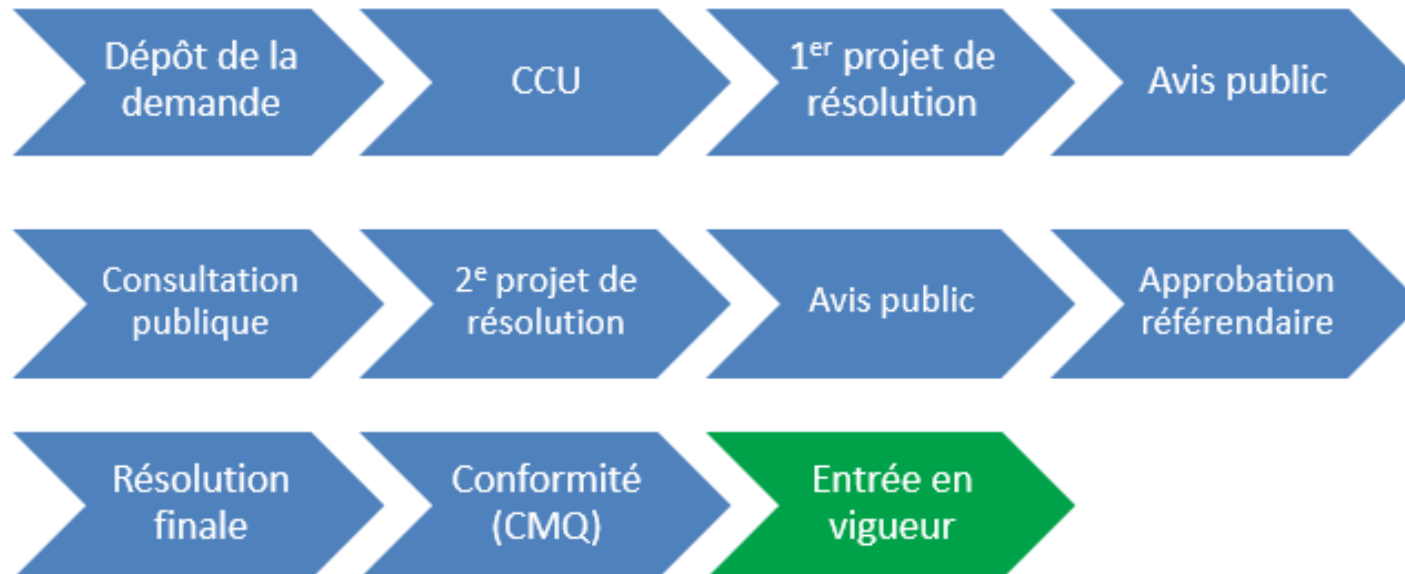 Dépôt de la
demande
CCU
1er projet de
résolution
Avis public
Consultation
publique
2e projet de
résolution
Avis public
Approbation
référendaire
Résolution
finale
Conformité
(CMQ)
Entrée en
vigueur